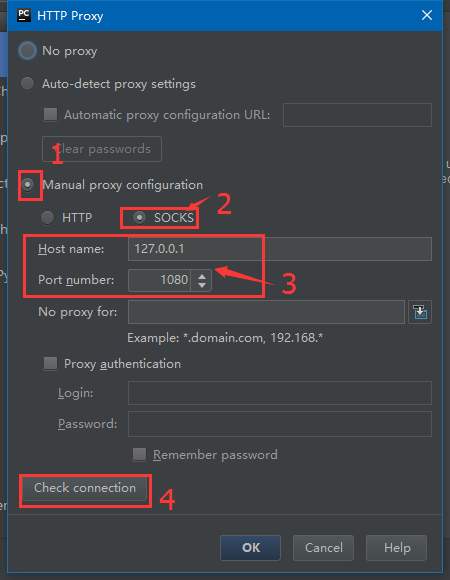 PC HTTP Proxy
No proxy
Auto-detect proxy settings
Automatic proxy configuration URL:
Clear passwords
1
Manual proxy configuration
HTTP SOCKS 2
Host name: 127.0.0.1
Port number: 1080 3
No proxy for:
Example: *.domain.com, 192.168.*
Proxy authentication
Login:
Password:
Remember password
Check connection 4
OK Cancel Help